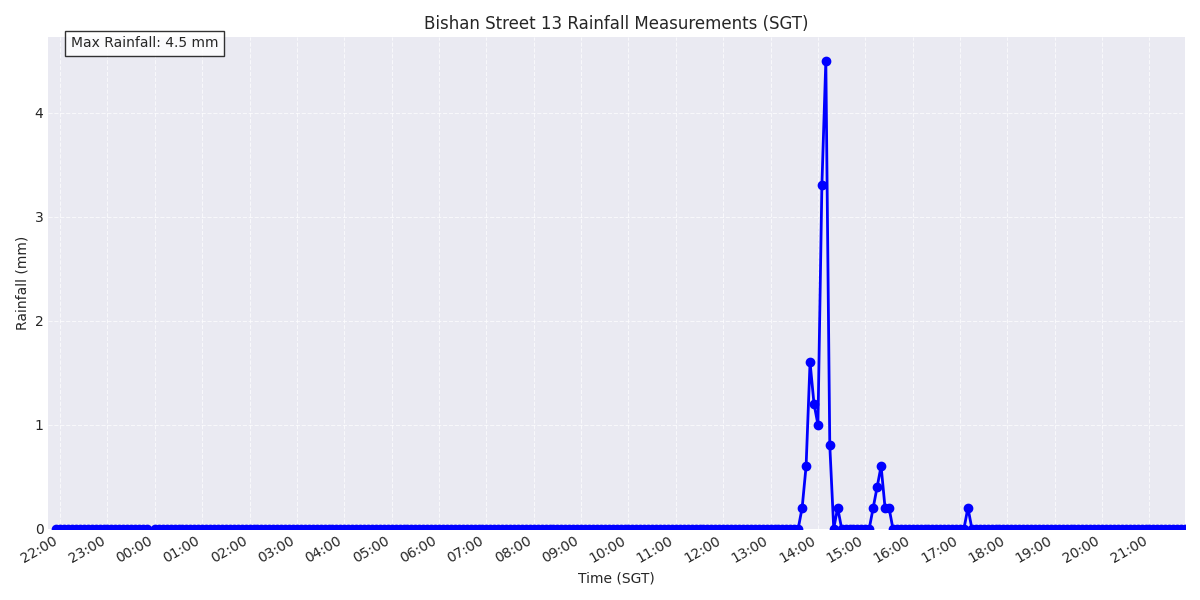 Bishan Street 13 Rainfall Measurements (SGT)
Max Rainfall: 4.5 mm
Rainfall (mm)
4
3
2
1
0
22:00 23:00 00:00 01:00 02:00 03:00 04:00 05:00 06:00 07:00 08:00 09:00 10:00 11:00 12:00 13:00 14:00 15:00 16:00 17:00 18:00 19:00 20:00 21:00
Time (SGT)